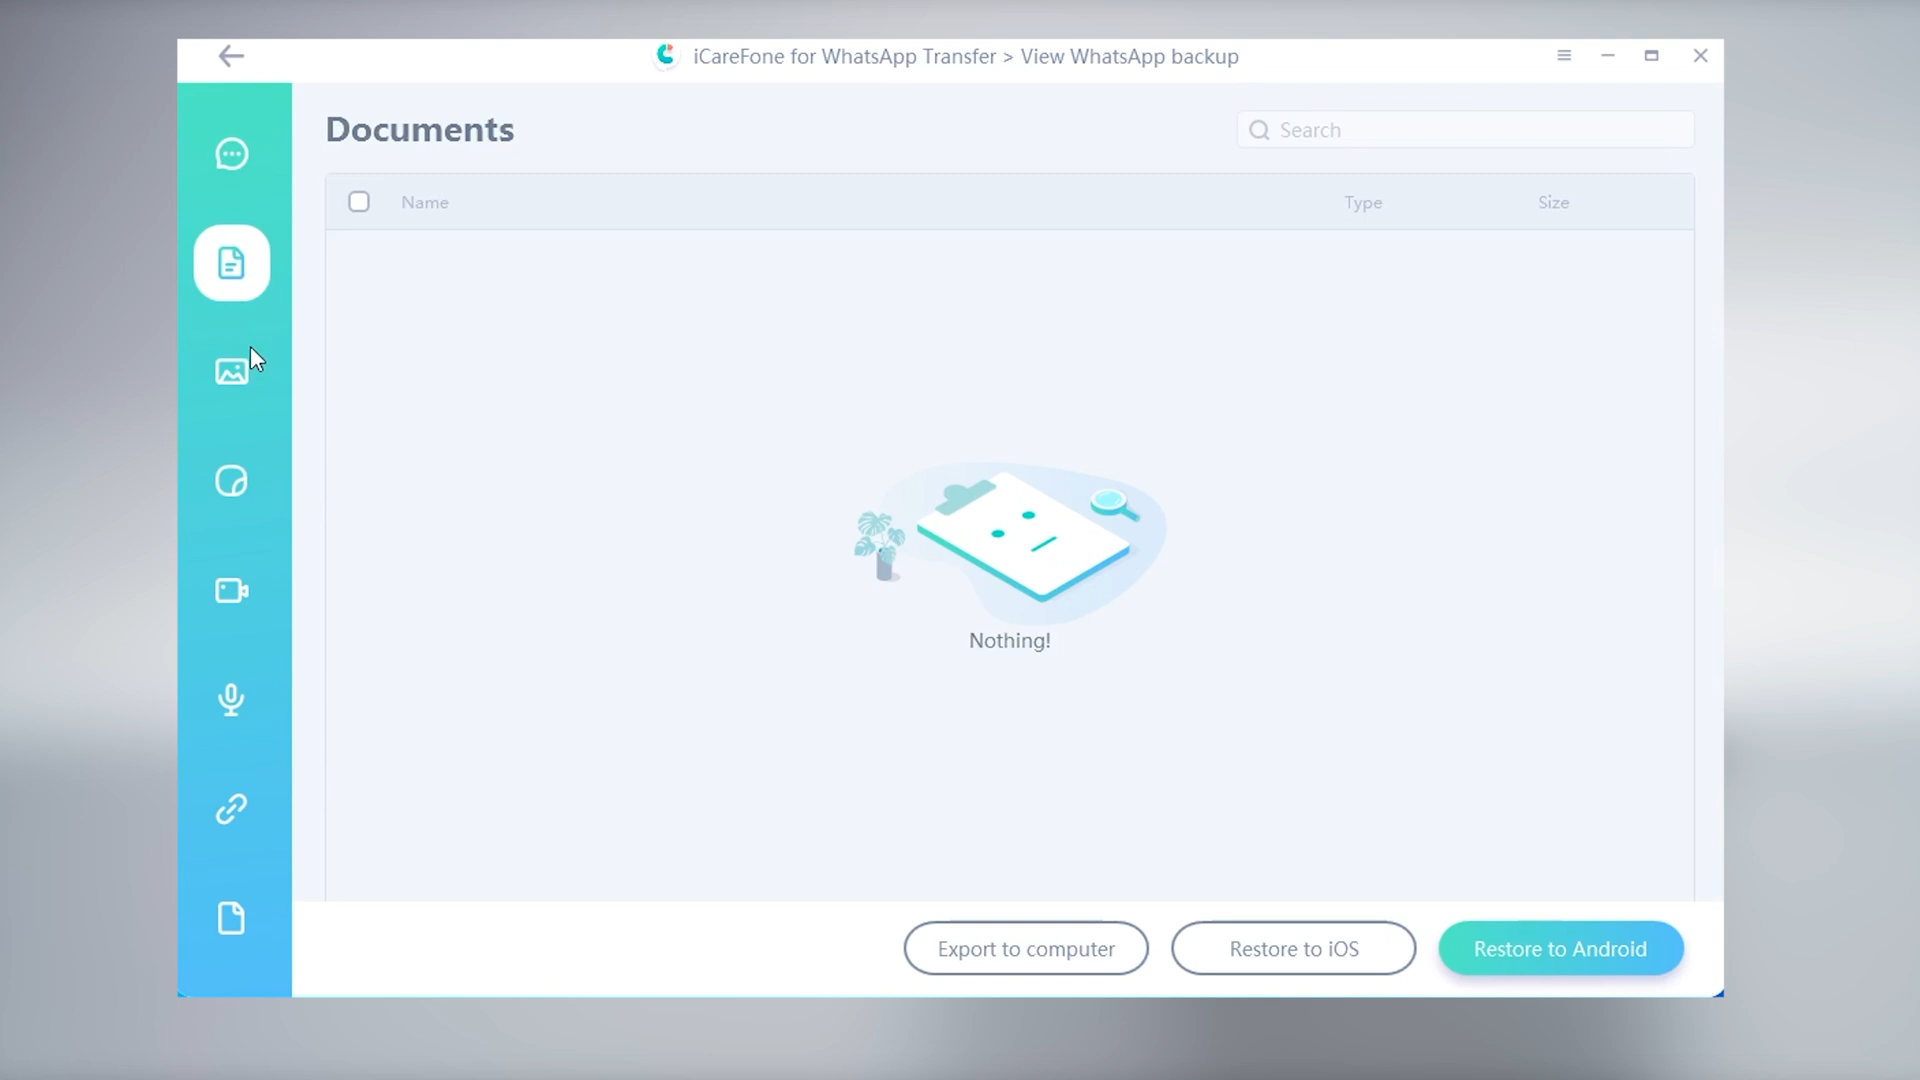 iCareFone for WhatsApp Transfer > View WhatsApp backup
Documents
Search
Name Type Size
Nothing!
Export to computer Restore to iOS Restore to Android